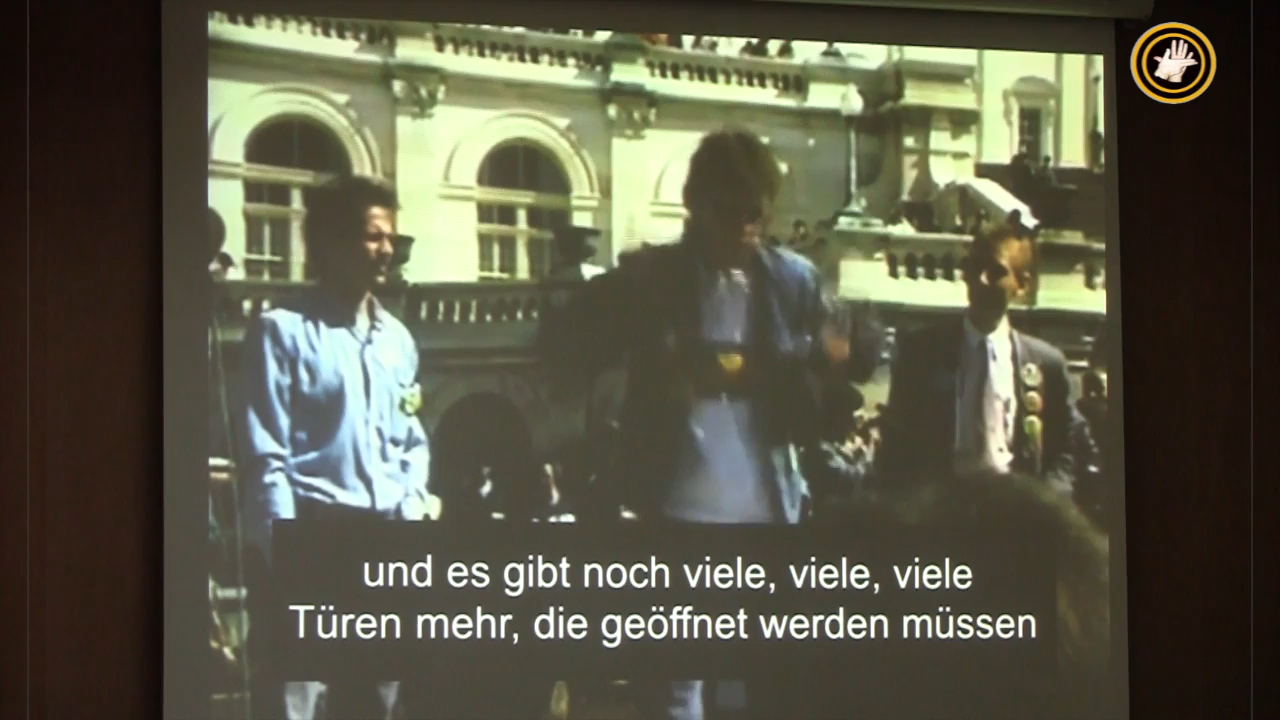 und es gibt noch viele, viele, viele
Türen mehr, die geöffnet werden müssen